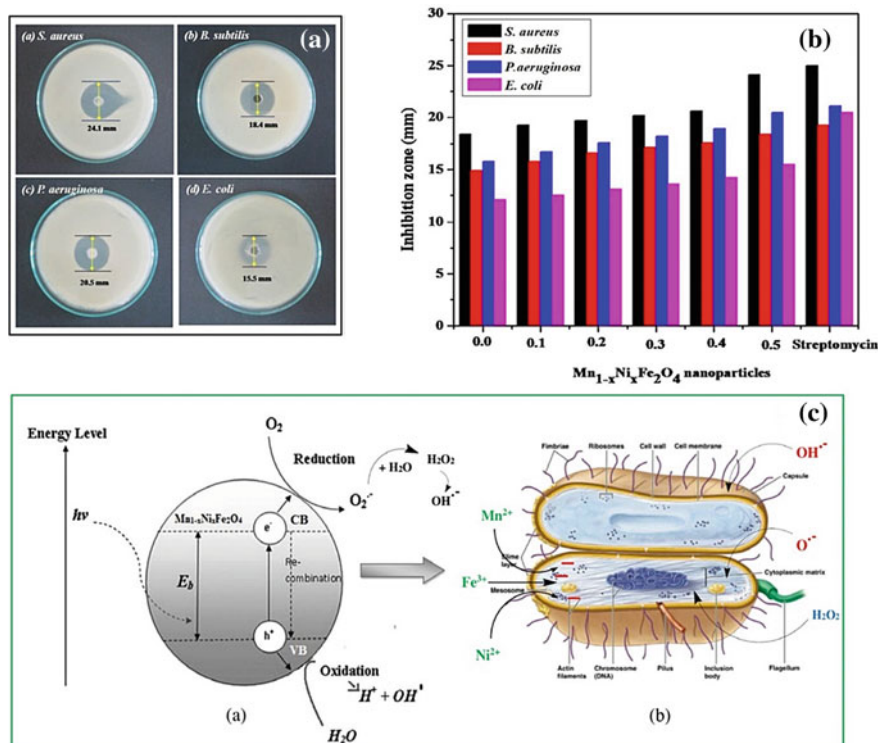 (a)
(a) S. aureus
24.1 mm
(b) B. subtilis
18.4 mm
(c) P. aeruginosa
20.5 mm
(d) E. coli
15.5 mm
(b)
S. aureus
B. subtilis
P.aeruginosa
E. coli
Inhibition zone (mm)
30
25
20
15
10
5
0
0.0 0.1 0.2 0.3 0.4 0.5 Streptomycin
Mn1-xNixFe2O4 nanoparticles
(c)
Energy Level
hν
Mn1-xNixFe2O4
Eb
e-
CB
Re-
combination
h+
VB
O2
Reduction
O2·-
+ H2O
H2O2
OH·-
Oxidation
H+ + OH
H2O
(a)
Fimbriae
Ribosomes
Cell wall
Cell membrane
Capsule
OH·-
Mn2+
Slime
layer
O·-
Cytoplasmic matrix
Fe3+
Mesosome
H2O2
Ni2+
Actin
filaments
Chromosome
(DNA)
Pilus
Inclusion
body
Flagellum
(b)